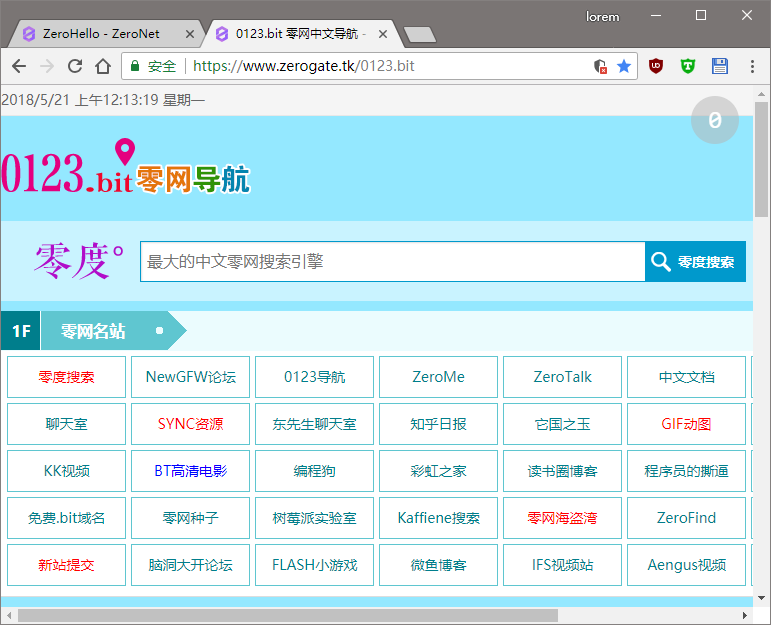 lorem
ZeroHello - ZeroNet
0123.bit 零网中文导航 -
安全 https://www.zerogate.tk/0123.bit
2018/5/21 上午12:13:19 星期一
0
0123.bit零网导航
零度° 最大的中文零网搜索引擎 零度搜索
1F 零网名站
零度搜索 NewGFW论坛 0123导航 ZeroMe ZeroTalk 中文文档
聊天室 SYNC资源 东先生聊天室 知乎日报 它国之玉 GIF动图
KK视频 BT高清电影 编程狗 彩虹之家 读书圈博客 程序员的撕逼
免费.bit域名 零网种子 树莓派实验室 Kaffiene搜索 零网海盗湾 ZeroFind
新站提交 脑洞大开论坛 FLASH小游戏 微鱼博客 IFS视频站 Aengus视频